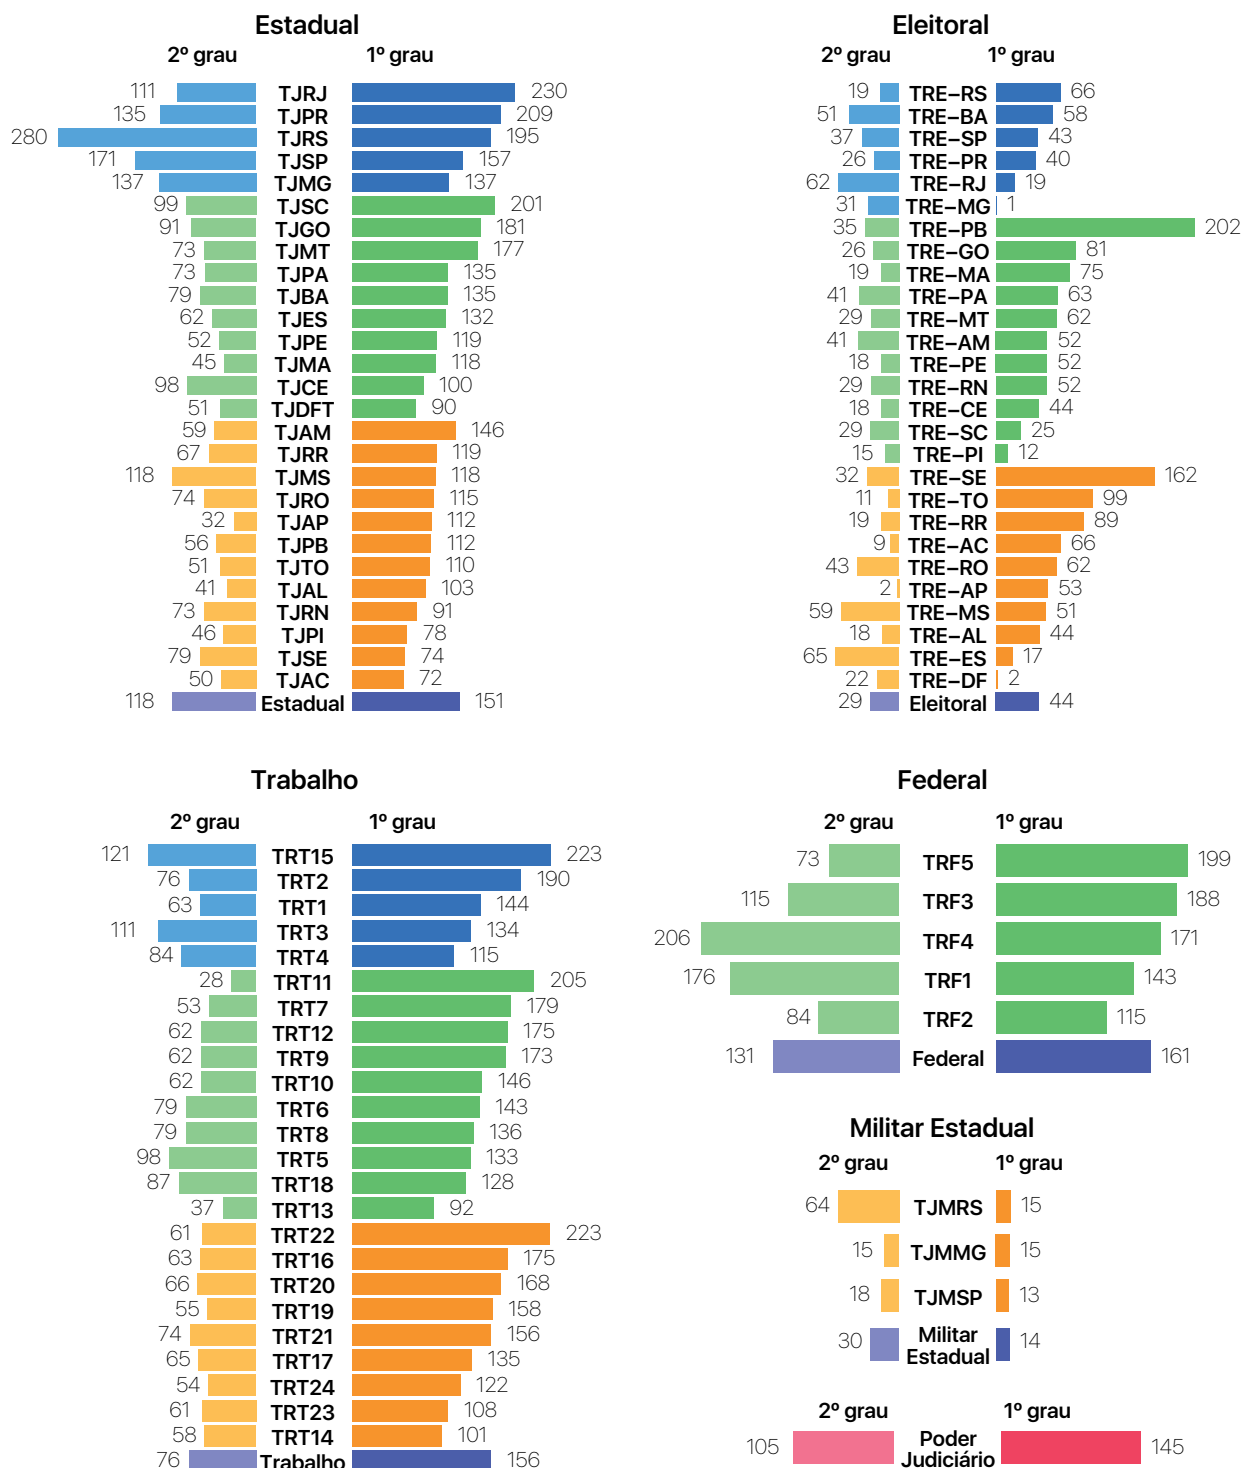 Estadual
2º grau 1º grau
111 TJRJ 230
135 TJPR 209
280 TJRS 195
171 TJSP 157
137 TJMG 137
99 TJSC 201
91 TJGO 181
73 TJMT 177
73 TJPA 135
79 TJBA 135
62 TJES 132
52 TJPE 119
45 TJMA 118
98 TJCE 100
51 TJDFT 90
59 TJAM 146
67 TJRR 119
118 TJMS 118
74 TJRO 115
32 TJAP 112
56 TJPB 112
51 TJTO 110
41 TJAL 103
73 TJRN 91
46 TJPI 78
79 TJSE 74
50 TJAC 72
118 Estadual 151
Eleitoral
2º grau 1º grau
19 TRE–RS 66
51 TRE–BA 58
37 TRE–SP 43
26 TRE–PR 40
62 TRE–RJ 19
31 TRE–MG 1
35 TRE–PB 202
26 TRE–GO 81
19 TRE–MA 75
41 TRE–PA 63
29 TRE–MT 62
41 TRE–AM 52
18 TRE–PE 52
29 TRE–RN 52
18 TRE–CE 44
29 TRE–SC 25
15 TRE–PI 12
32 TRE–SE 162
11 TRE–TO 99
19 TRE–RR 89
9 TRE–AC 66
43 TRE–RO 62
2 TRE–AP 53
59 TRE–MS 51
18 TRE–AL 44
65 TRE–ES 17
22 TRE–DF 2
29 Eleitoral 44
Trabalho
2º grau 1º grau
121 TRT15 223
76 TRT2 190
63 TRT1 144
111 TRT3 134
84 TRT4 115
28 TRT11 205
53 TRT7 179
62 TRT12 175
62 TRT9 173
62 TRT10 146
79 TRT6 143
79 TRT8 136
98 TRT5 133
87 TRT18 128
37 TRT13 92
61 TRT22 223
63 TRT16 175
66 TRT20 168
55 TRT19 158
74 TRT21 156
65 TRT17 135
54 TRT24 122
61 TRT23 108
58 TRT14 101
76 Trabalho 156
Federal
2º grau 1º grau
73 TRF5 199
115 TRF3 188
206 TRF4 171
176 TRF1 143
84 TRF2 115
131 Federal 161
Militar Estadual
2º grau 1º grau
64 TJMRS 15
15 TJMMG 15
18 TJMSP 13
30 Militar 14
Estadual
2º grau 1º grau
105 Poder 145
Judiciário